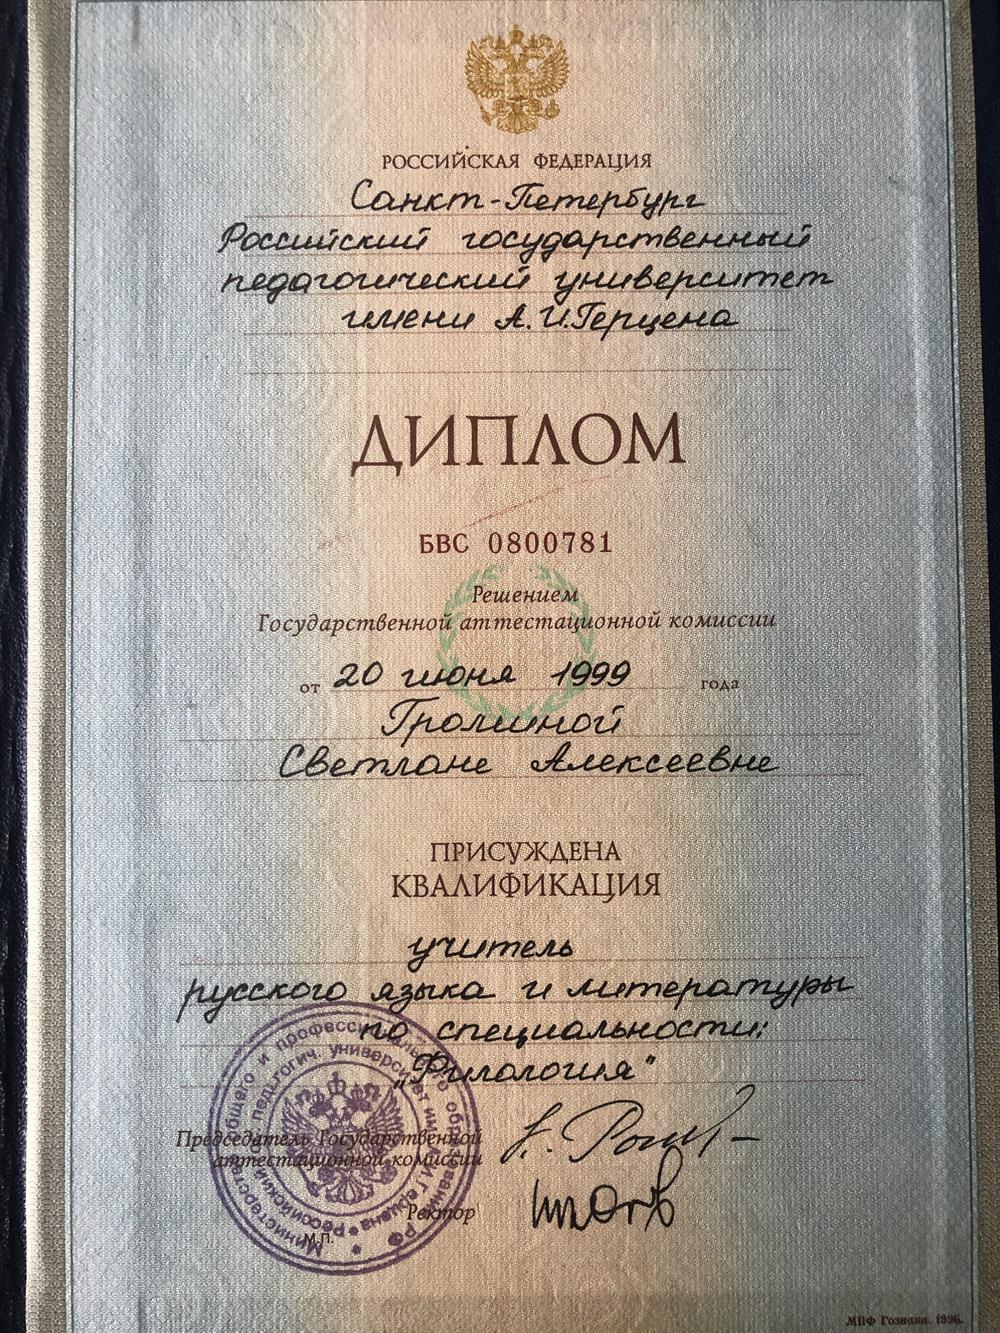 РОССИЙСКАЯ ФЕДЕРАЦИЯ
Санкт-Петербург
Российский государственный
педагогический университет
имени А.И.Герцена
ДИПЛОМ
БВС 0800781
Решением
Государственной аттестационной комиссии
от 20 июня 1999 года
Светлане Алексеевне
ПРИСУЖДЕНА
КВАЛИФИКАЦИЯ
учитель
русского языка и литературы
по специальности:
„Филология"
Председатель Государственной
аттестационной комиссии
Ректор
М.П.
МПФ Гознака. 1996.